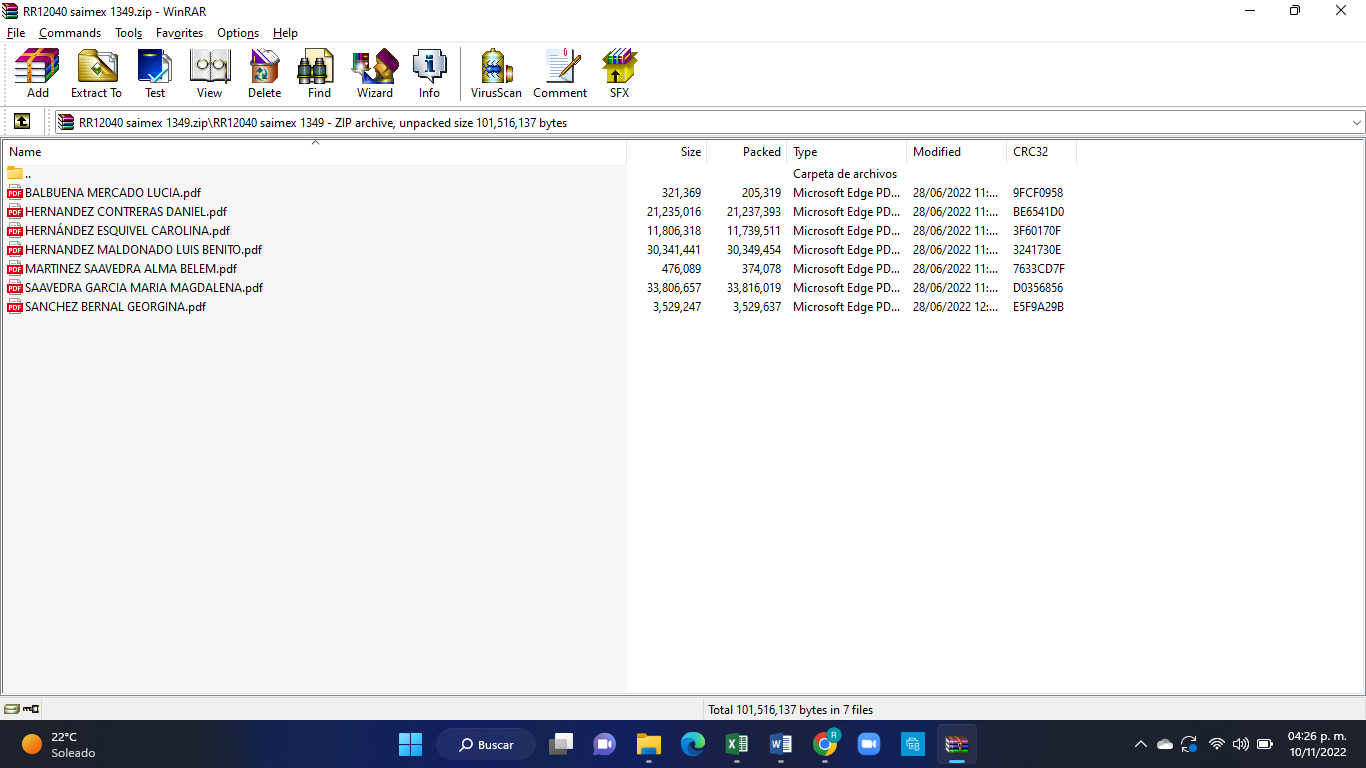 RR12040 saimex 1349.zip - WinRAR
File Commands Tools Favorites Options Help
Add Extract To Test View Delete Find Wizard Info VirusScan Comment SFX
RR12040 saimex 1349.zip\RR12040 saimex 1349 - ZIP archive, unpacked size 101,516,137 bytes
Name Size Packed Type Modified CRC32
.. Carpeta de archivos
PDF BALBUENA MERCADO LUCIA.pdf 321,369 205,319 Microsoft Edge PD... 28/06/2022 11:... 9FCF0958
PDF HERNANDEZ CONTRERAS DANIEL.pdf 21,235,016 21,237,393 Microsoft Edge PD... 28/06/2022 11:... BE6541D0
PDF HERNÁNDEZ ESQUIVEL CAROLINA.pdf 11,806,318 11,739,511 Microsoft Edge PD... 28/06/2022 11:... 3F60170F
PDF HERNANDEZ MALDONADO LUIS BENITO.pdf 30,341,441 30,349,454 Microsoft Edge PD... 28/06/2022 11:... 3241730E
PDF MARTINEZ SAAVEDRA ALMA BELEM.pdf 476,089 374,078 Microsoft Edge PD... 28/06/2022 11:... 7633CD7F
PDF SAAVEDRA GARCIA MARIA MAGDALENA.pdf 33,806,657 33,816,019 Microsoft Edge PD... 28/06/2022 11:... D0356856
PDF SANCHEZ BERNAL GEORGINA.pdf 3,529,247 3,529,637 Microsoft Edge PD... 28/06/2022 12:... E5F9A29B
Total 101,516,137 bytes in 7 files
22°C
Soleado
Buscar
R
04:26 p. m.
10/11/2022